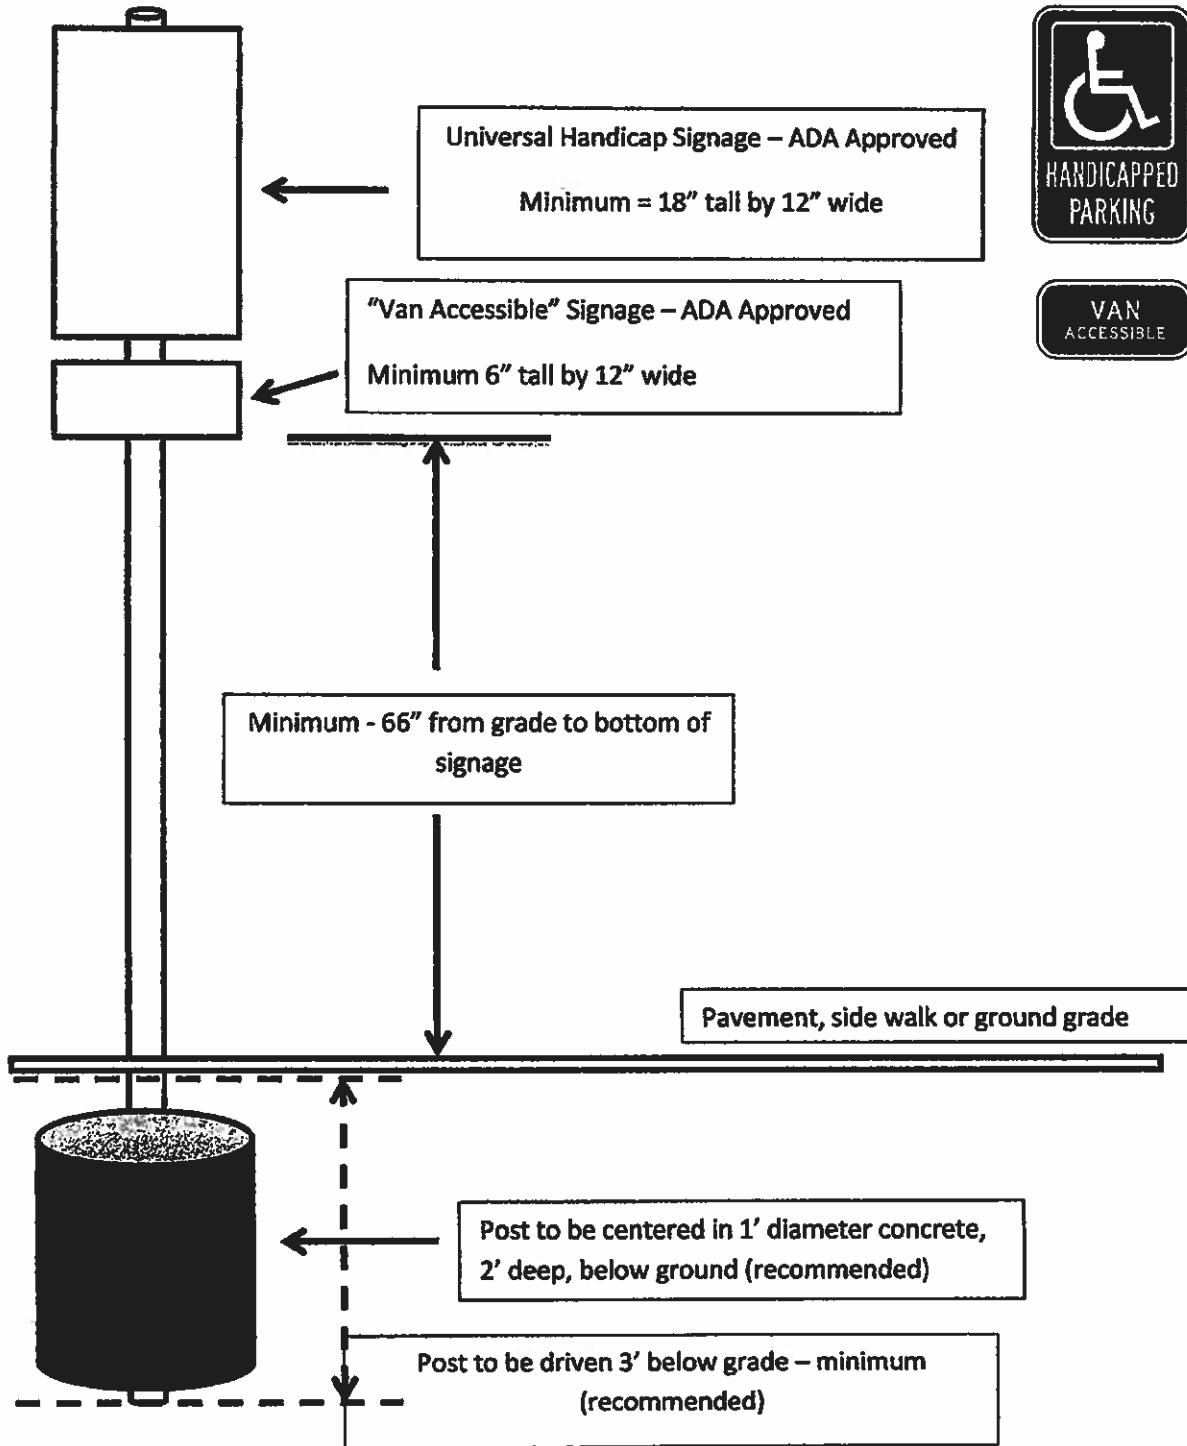 Universal Handicap Signage – ADA Approved
Minimum = 18” tall by 12” wide
HANDICAPPED
PARKING
"Van Accessible” Signage – ADA Approved
Minimum 6” tall by 12” wide
VAN
ACCESSIBLE
Minimum - 66” from grade to bottom of
signage
Pavement, side walk or ground grade
Post to be centered in 1’ diameter concrete,
2’ deep, below ground (recommended)
Post to be driven 3’ below grade – minimum
(recommended)